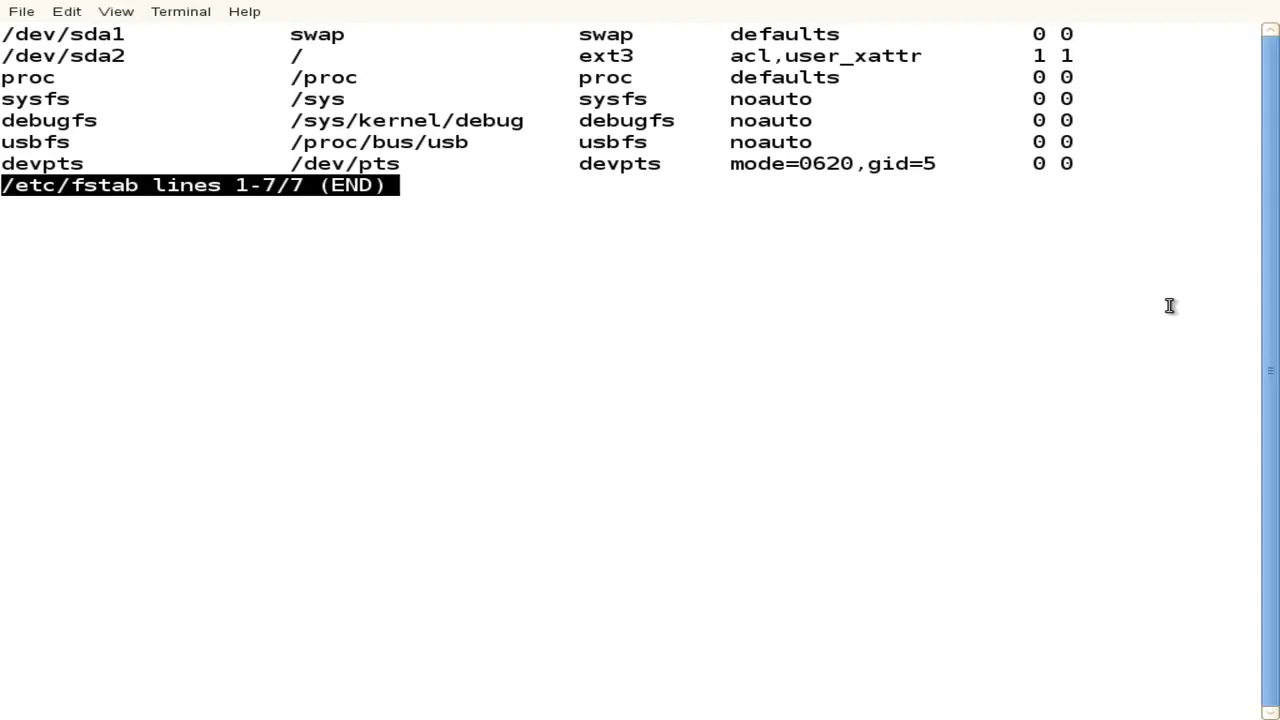 File Edit View Terminal Help
/dev/sda1 swap swap defaults 0 0
/dev/sda2 / ext3 acl,user_xattr 1 1
proc /proc proc defaults 0 0
sysfs /sys sysfs noauto 0 0
debugfs /sys/kernel/debug debugfs noauto 0 0
usbfs /proc/bus/usb usbfs noauto 0 0
devpts /dev/pts devpts mode=0620,gid=5 0 0
/etc/fstab lines 1-7/7 (END)